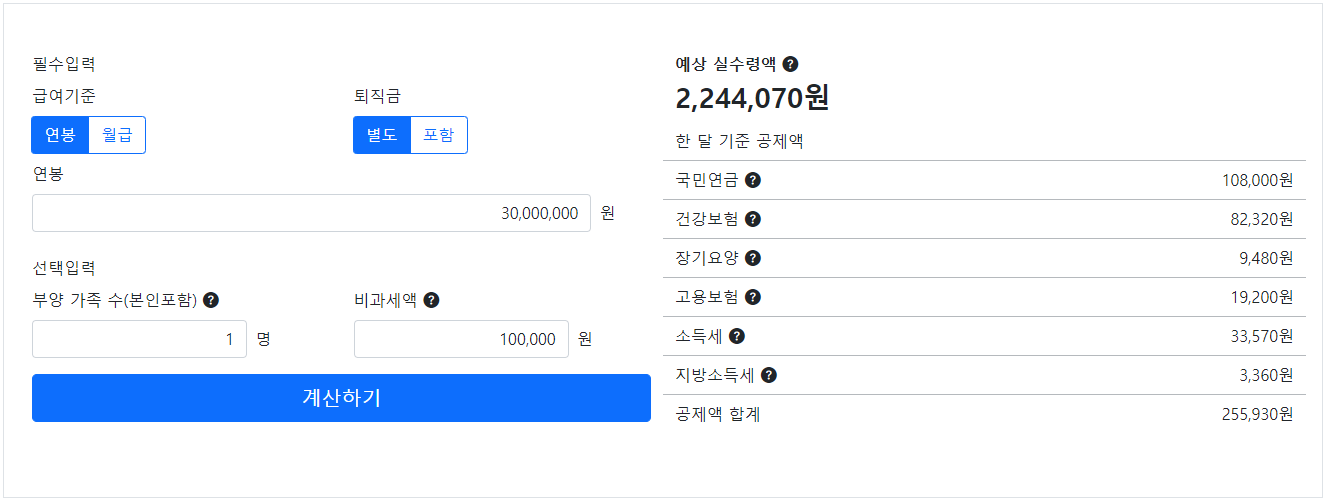 필수입력
급여기준
연봉 월급
퇴직금
별도 포함
연봉
30,000,000 원
선택입력
부양 가족 수(본인포함) ?
1 명
비과세액 ?
100,000 원
계산하기
예상 실수령액 ?
2,244,070원
한 달 기준 공제액
국민연금 ? 108,000원
건강보험 ? 82,320원
장기요양 ? 9,480원
고용보험 ? 19,200원
소득세 ? 33,570원
지방소득세 ? 3,360원
공제액 합계 255,930원